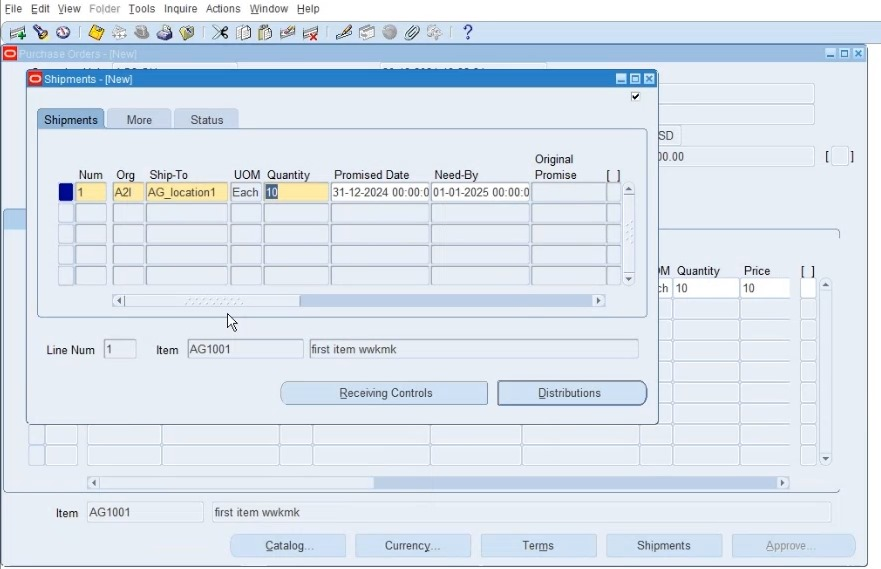 File Edit View Folder Tools Inquire Actions Window Help
?
Purchase Orders - [New]
Shipments - [New]
Shipments More Status
SD
00.00 [ ]
Original
Num Org Ship-To UOM Quantity Promised Date Need-By Promise [ ]
1 A2I AG_location1 Each 10 31-12-2024 00:00:0 01-01-2025 00:00:0
OM Quantity Price [ ]
ch 10 10
Line Num 1 Item AG1001 first item wwkmk
Receiving Controls Distributions
Item AG1001 first item wwkmk
Catalog... Currency... Terms Shipments Approve...